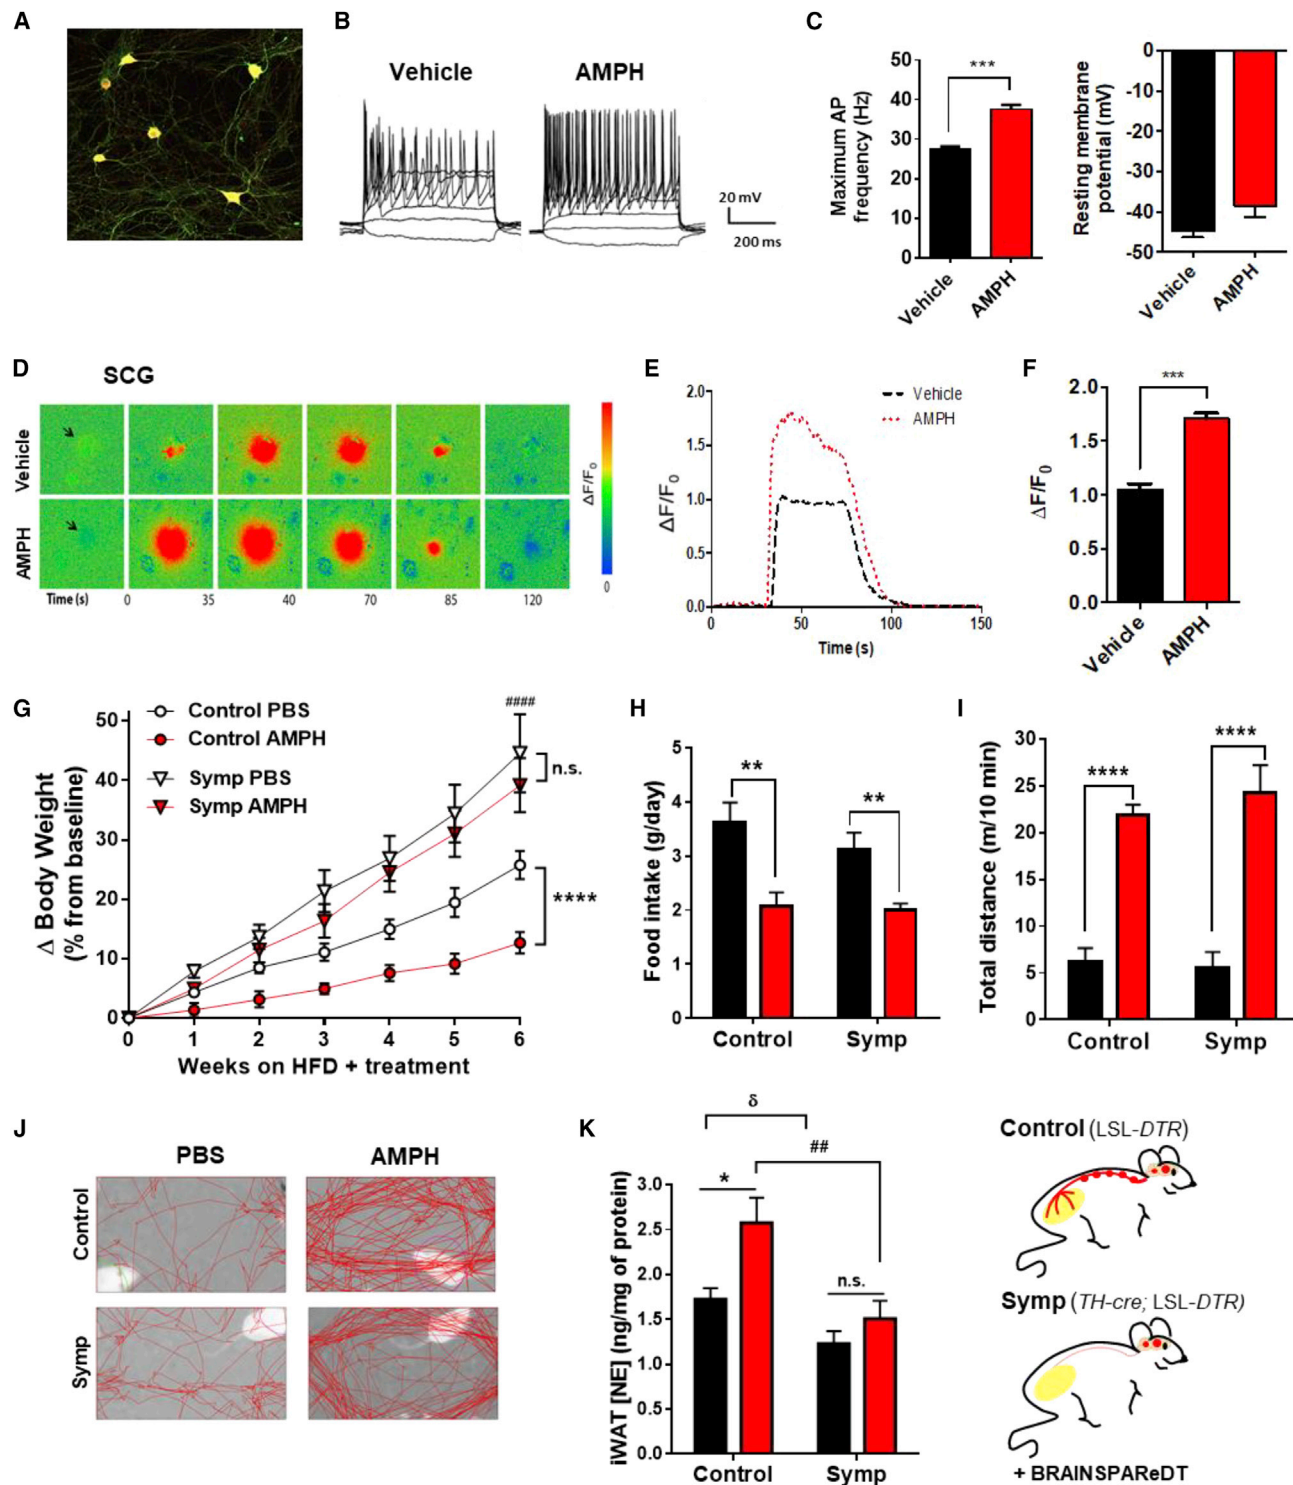 A
B
Vehicle
AMPH
20 mV
200 ms
C
Maximum AP
frequency (Hz)
50
40
30
20
10
0
***
Vehicle
AMPH
Resting membrane
potential (mV)
0
-10
-20
-30
-40
-50
Vehicle
AMPH
D
SCG
Vehicle
AMPH
Time (s)
0
35
40
70
85
120
ΔF/F0
0
E
ΔF/F0
2.0
1.5
1.0
0.5
0.0
Vehicle
AMPH
0
50
100
150
Time (s)
F
ΔF/F0
2.0
1.5
1.0
0.5
0.0
***
Vehicle
AMPH
G
Control PBS
Control AMPH
Symp PBS
Symp AMPH
Δ Body Weight
(% from baseline)
50
40
30
20
10
0
####
n.s.
****
0
1
2
3
4
5
6
Weeks on HFD + treatment
H
Food intake (g/day)
5
4
3
2
1
0
**
**
Control
Symp
I
Total distance (m/10 min)
30
25
20
15
10
5
0
****
****
Control
Symp
J
PBS
AMPH
Control
Symp
K
δ
##
*
n.s.
iWAT [NE] (ng/mg of protein)
3.0
2.5
2.0
1.5
1.0
0.5
0.0
Control
Symp
Control (LSL-DTR)
Symp (TH-cre; LSL-DTR)
+ BRAINSPAReDT